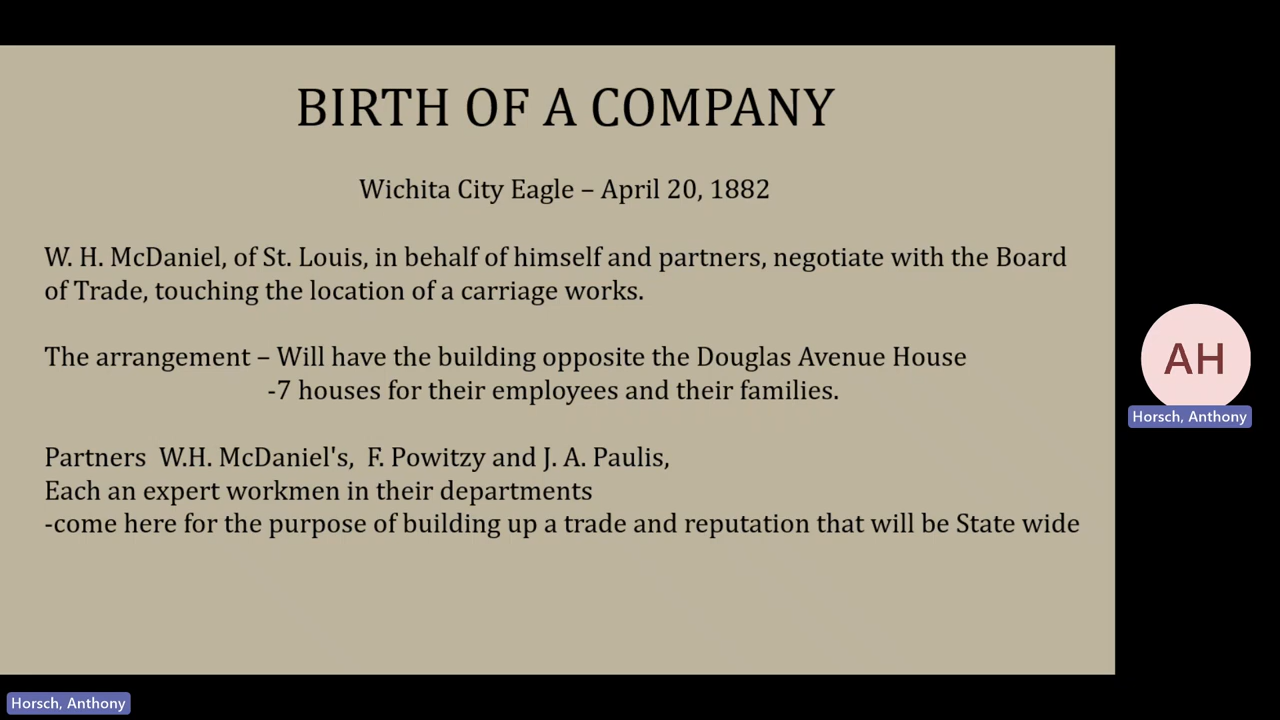 BIRTH OF A COMPANY
Wichita City Eagle – April 20, 1882
W. H. McDaniel, of St. Louis, in behalf of himself and partners, negotiate with the Board
of Trade, touching the location of a carriage works.
The arrangement – Will have the building opposite the Douglas Avenue House
-7 houses for their employees and their families.
Partners W.H. McDaniel's, F. Powitzy and J. A. Paulis,
Each an expert workmen in their departments
-come here for the purpose of building up a trade and reputation that will be State wide
AH
Horsch, Anthony
Horsch, Anthony